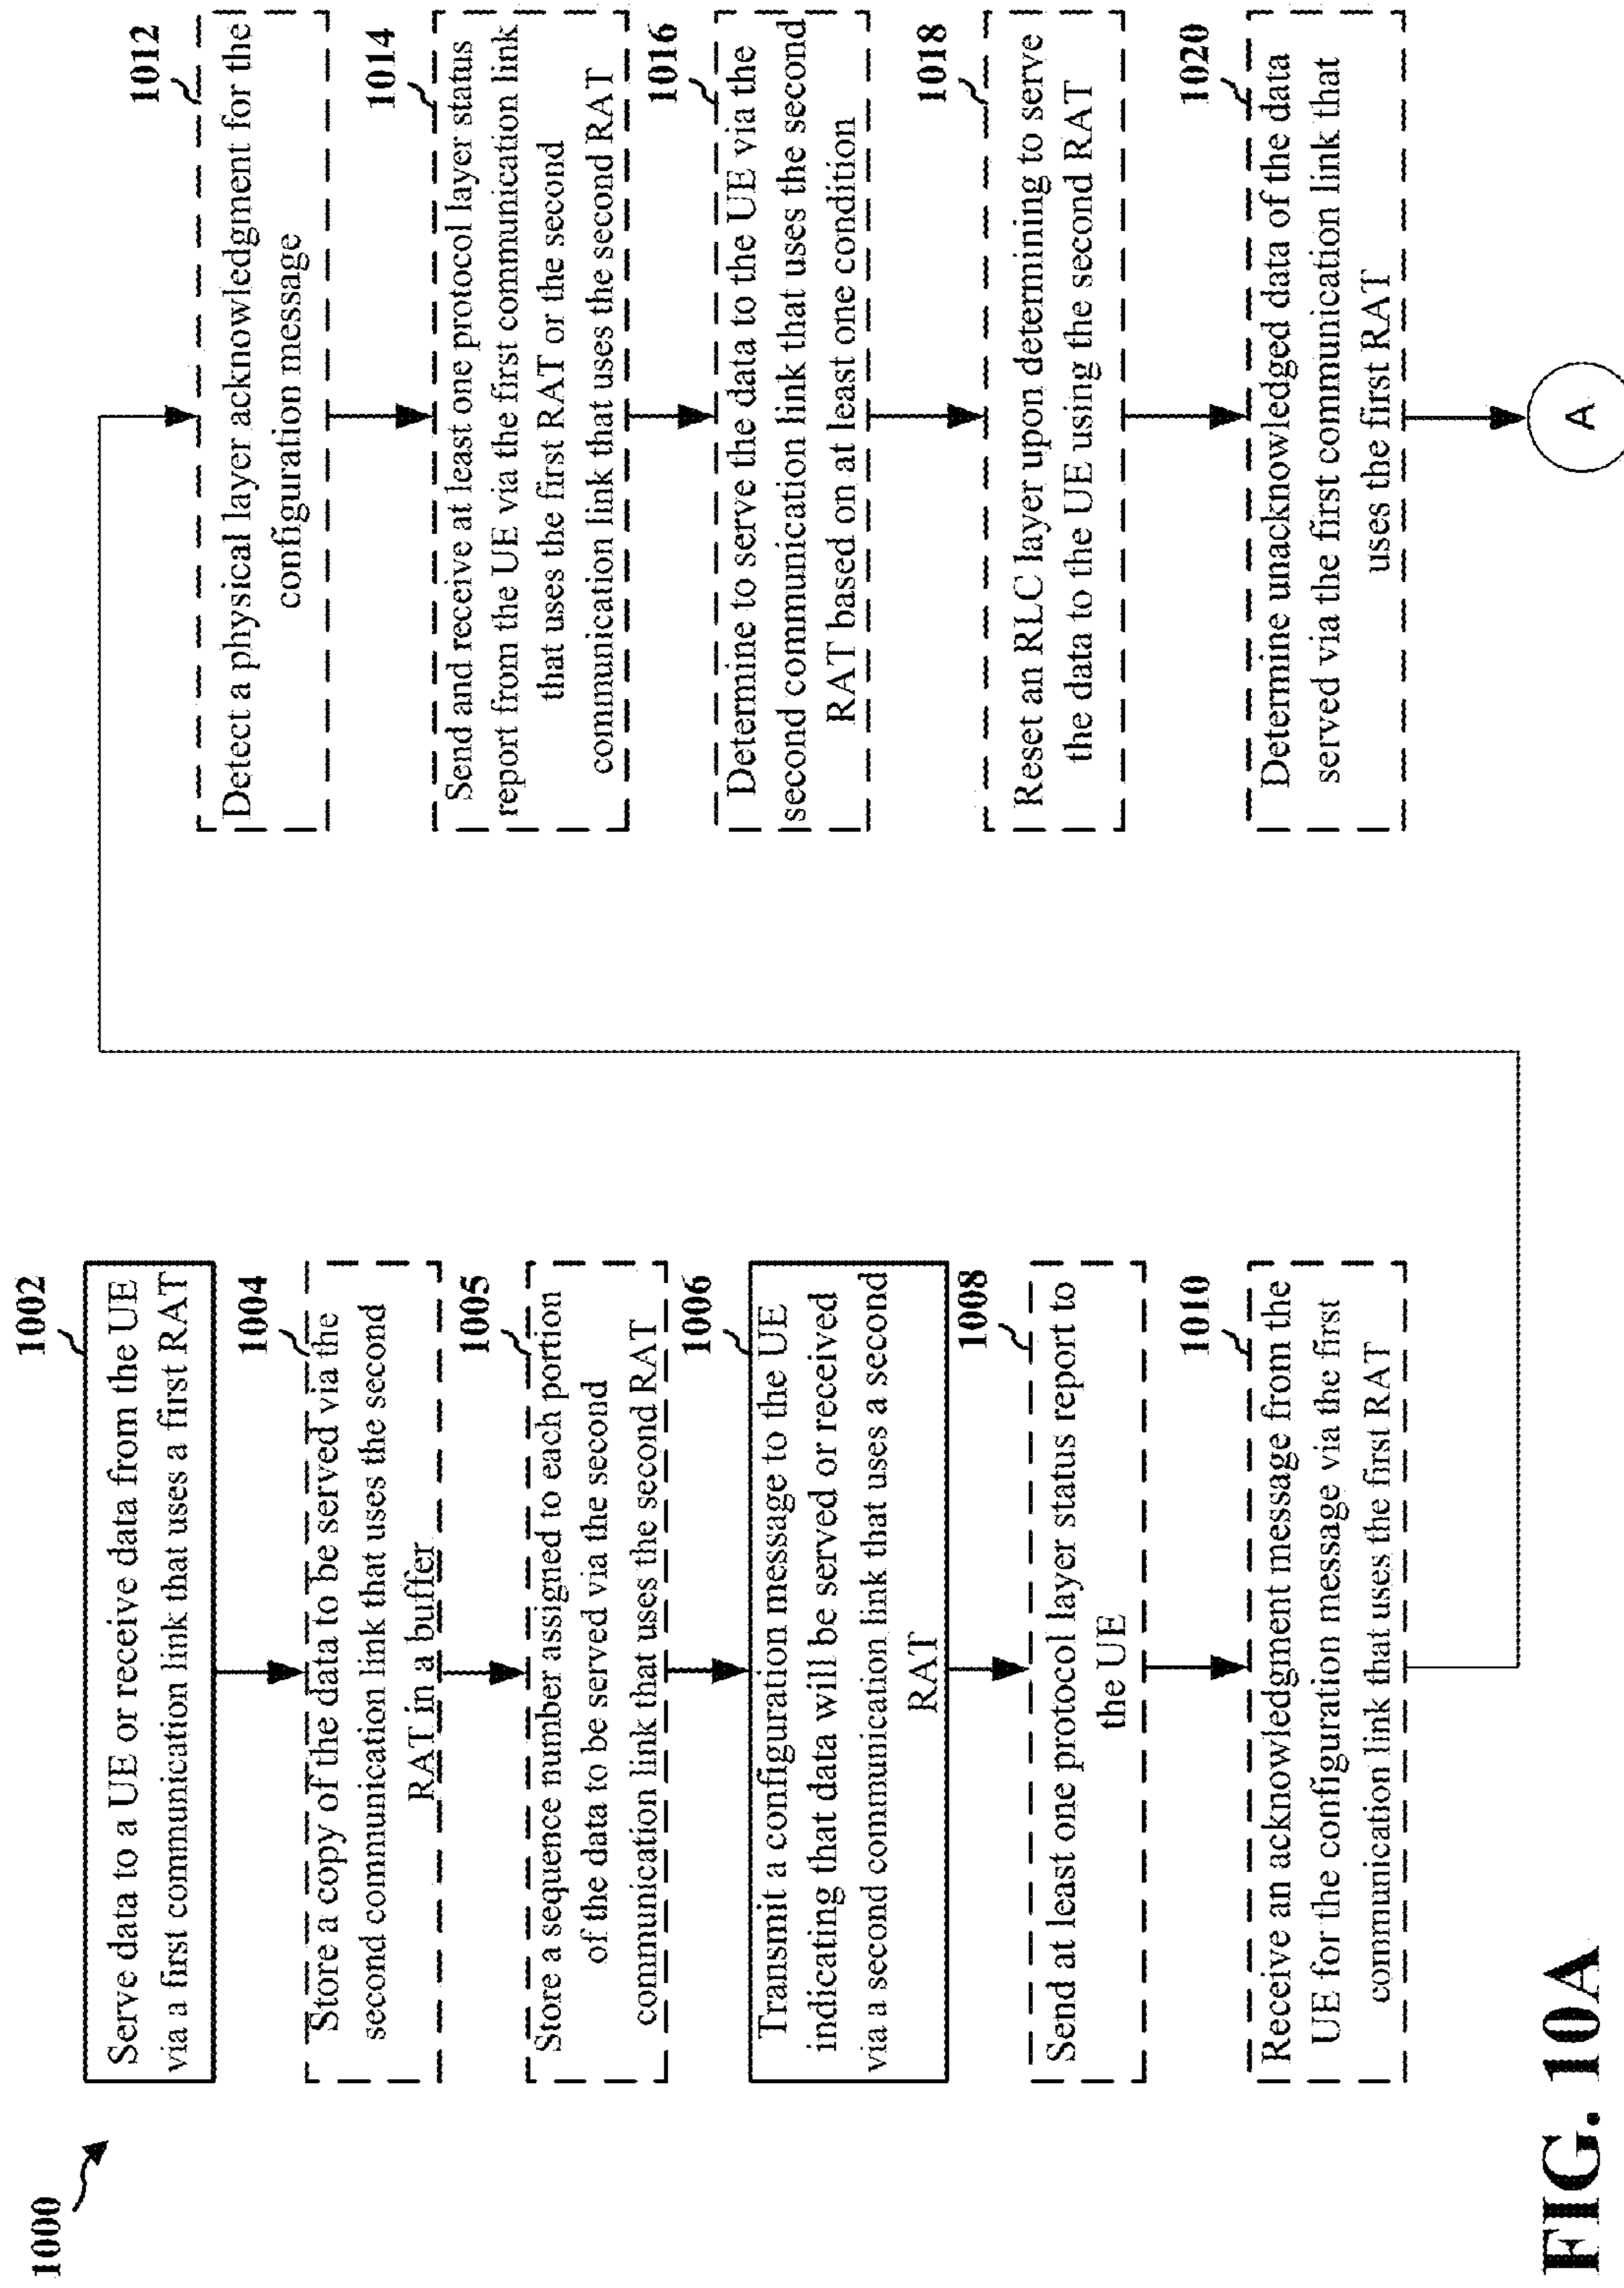 1000
1002
Serve data to a UE or receive data from the UE
via a first communication link that uses a first RAT
1004
Store a copy of the data to be served via the
second communication link that uses the second
RAT in a buffer
1005
Store a sequence number assigned to each portion
of the data to be served via the second
communication link that uses the second RAT
1006
Transmit a configuration message to the UE
indicating that data will be served or received
via a second communication link that uses a second
RAT
1008
Send at least one protocol layer status report to
the UE
1010
Receive an acknowledgment message from the
UE for the configuration message via the first
communication link that uses the first RAT
1012
Detect a physical layer acknowledgment for the
configuration message
1014
Send and receive at least one protocol layer status
report from the UE via the first communication link
that uses the first RAT or the second
communication link that uses the second RAT
1016
Determine to serve the data to the UE via the
second communication link that uses the second
RAT based on at least one condition
1018
Reset an RLC layer upon determining to serve
the data to the UE using the second RAT
1020
Determine unacknowledged data of the data
served via the first communication link that
uses the first RAT
A
FIG. 10A